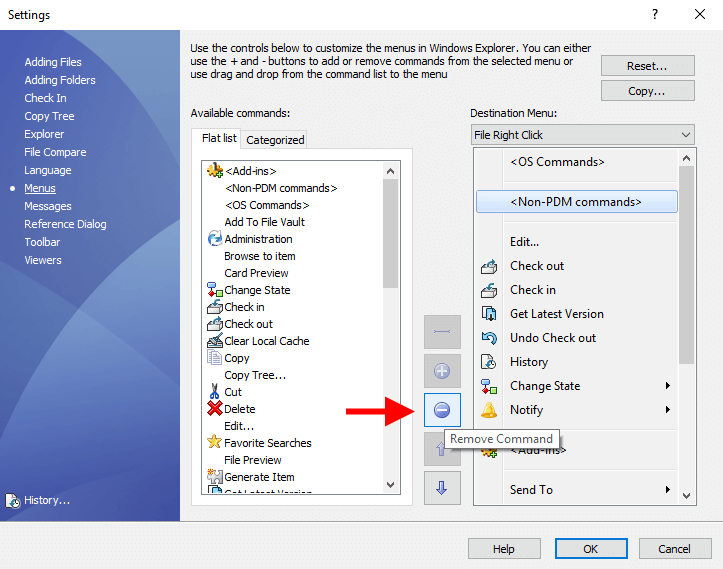 Settings
?
Adding Files
Adding Folders
Check In
Copy Tree
Explorer
File Compare
Language
Menus
Messages
Reference Dialog
Toolbar
Viewers
History...
Use the controls below to customize the menus in Windows Explorer. You can either
use the + and - buttons to add or remove commands from the selected menu or
use drag and drop from the command list to the menu
Reset...
Copy...
Available commands:
Flat list
Categorized
<Add-ins>
<Non-PDM commands>
<OS Commands>
Add To File Vault
Administration
Browse to item
Card Preview
Change State
Check in
Check out
Clear Local Cache
Copy
Copy Tree...
Cut
Delete
Edit...
Favorite Searches
File Preview
Generate Item
Get Latest Version
Remove Command
Destination Menu:
File Right Click
<OS Commands>
<Non-PDM commands>
Edit...
Check out
Check in
Get Latest Version
Undo Check out
History
Change State
Notify
<Add-ins>
Send To
Help
OK
Cancel